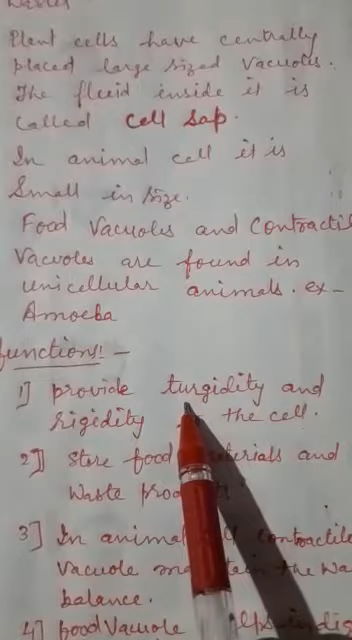 Plant cells have centrally
placed large sized vacuoles.
The fluid inside it is
called cell sap.
In animal cell it is
Small in size.
Food Vacuoles and Contractil
Vacuoles are found in
unicellular animals. ex-
Amoeba
functions! -
1] provide turgidity and
rigidity the cell.
2] Store food and
waste
3] In animal contractile
Vacuole the wa
balance.
4] food Vacuole